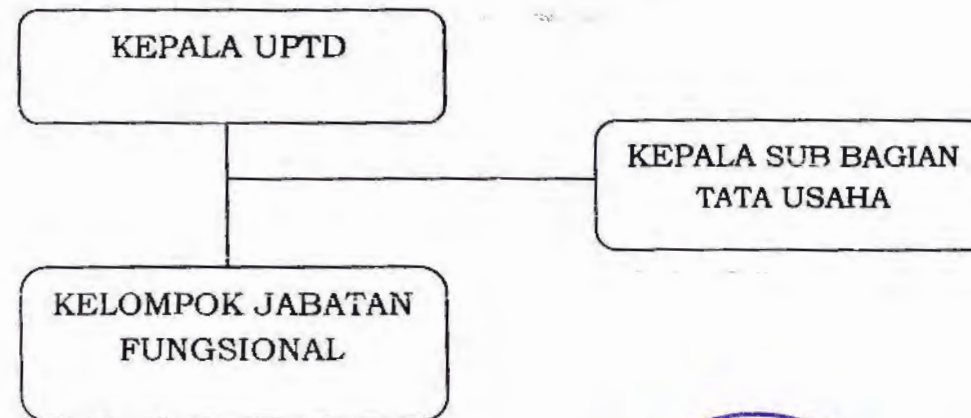 KEPALA UPTD
KEPALA SUB BAGIAN
TATA USAHA
KELOMPOK JABATAN
FUNGSIONAL